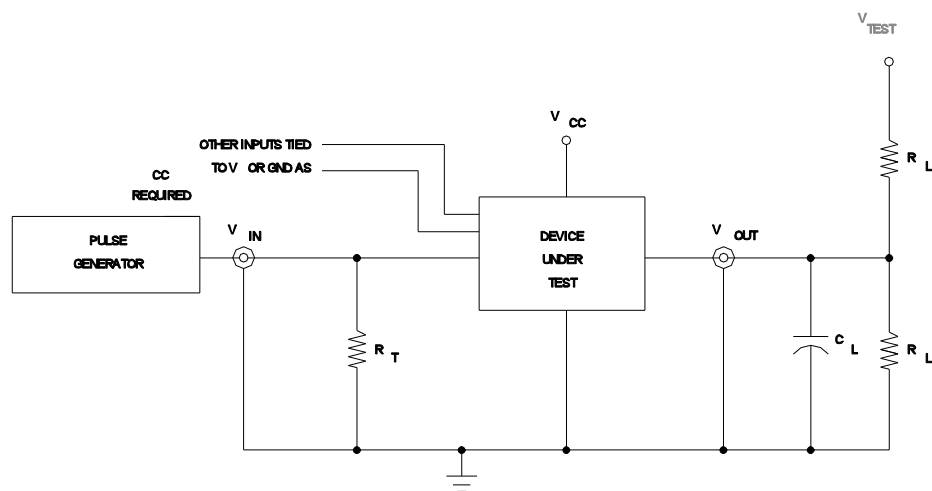 V TEST
V CC
OTHER INPUTS TIED
TO V OR GND AS
CC
REQUIRED
R L
PULSE
GENERATOR
V IN
DEVICE
UNDER
TEST
V OUT
R T
C L
R L